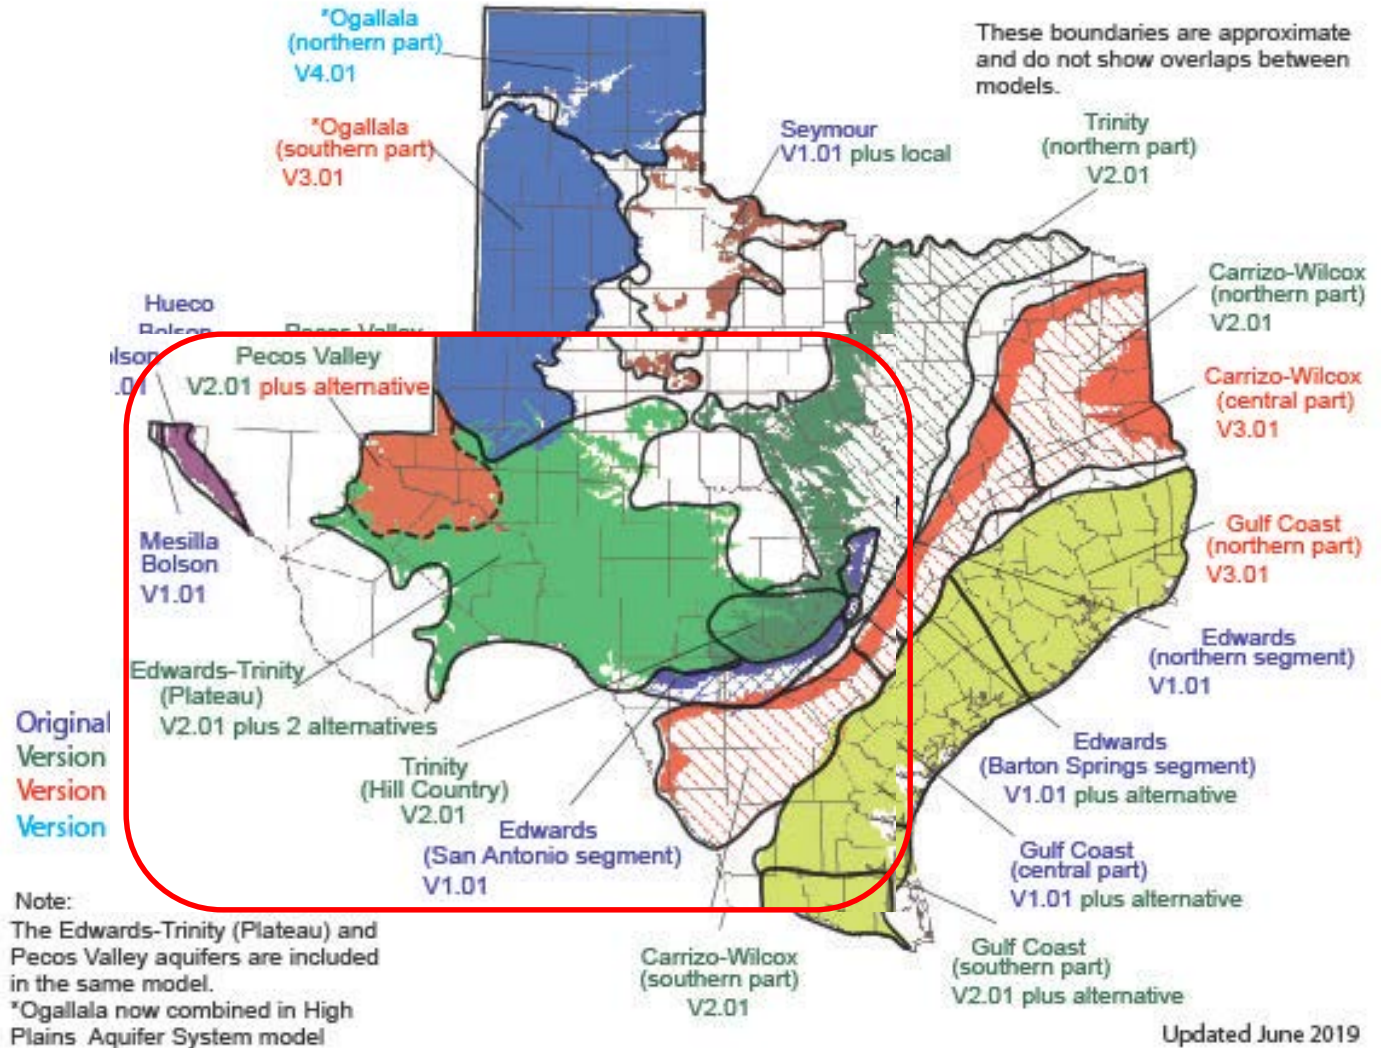 *Ogallala
(northern part)
V4.01
These boundaries are approximate
and do not show overlaps between
models.
*Ogallala
(southern part)
V3.01
Seymour
V1.01 plus local
Trinity
(northern part)
V2.01
Carrizo-Wilcox
(northern part)
V2.01
Hueco
Bolson
Pecos Valley
olson
.01
Pecos Valley
V2.01 plus alternative
Carrizo-Wilcox
(central part)
V3.01
Mesilla
Bolson
V1.01
Gulf Coast
(northern part)
V3.01
Edwards
(northern segment)
V1.01
Edwards-Trinity
(Plateau)
V2.01 plus 2 alternatives
Original
Version
Version
Version
Trinity
(Hill Country)
V2.01
Edwards
(San Antonio segment)
V1.01
Edwards
(Barton Springs segment)
V1.01 plus alternative
Gulf Coast
(central part)
V1.01 plus alternative
Carrizo-Wilcox
(southern part)
V2.01
Gulf Coast
(southern part)
V2.01 plus alternative
Note:
The Edwards-Trinity (Plateau) and
Pecos Valley aquifers are included
in the same model.
*Ogallala now combined in High
Plains Aquifer System model
Updated June 2019